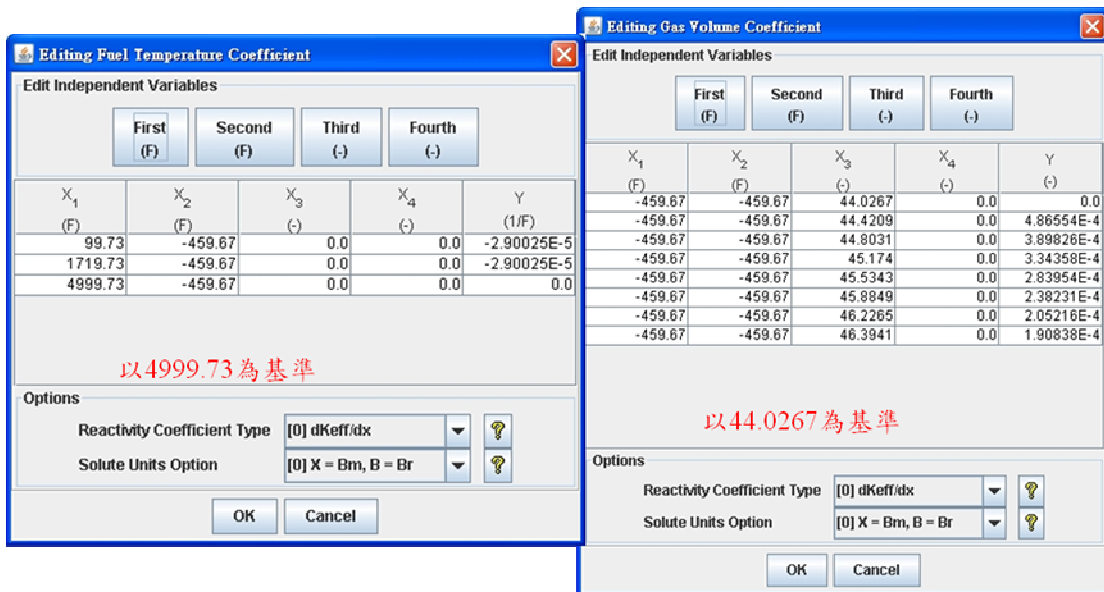 Editing Fuel Temperature Coefficient
Edit Independent Variables
First Second Third Fourth
(F) (F) (-) (-)
X1 X2 X3 X4 Y
(F) (F) (-) (-) (1/F)
99.73 -459.67 0.0 0.0 -2.90025E-5
1719.73 -459.67 0.0 0.0 -2.90025E-5
4999.73 -459.67 0.0 0.0 0.0
以4999.73為基準
Options
Reactivity Coefficient Type [0] dKeff/dx ?
Solute Units Option [0] X = Bm, B = Br ?
OK Cancel
Editing Gas Volume Coefficient
Edit Independent Variables
First Second Third Fourth
(F) (F) (-) (-)
X1 X2 X3 X4 Y
(F) (F) (-) (-) (-)
-459.67 -459.67 44.0267 0.0 0.0
-459.67 -459.67 44.4209 0.0 4.86554E-4
-459.67 -459.67 44.8031 0.0 3.89826E-4
-459.67 -459.67 45.174 0.0 3.34358E-4
-459.67 -459.67 45.5343 0.0 2.83954E-4
-459.67 -459.67 45.8849 0.0 2.38231E-4
-459.67 -459.67 46.2265 0.0 2.05216E-4
-459.67 -459.67 46.3941 0.0 1.90838E-4
以44.0267為基準
Options
Reactivity Coefficient Type [0] dKeff/dx ?
Solute Units Option [0] X = Bm, B = Br ?
OK Cancel